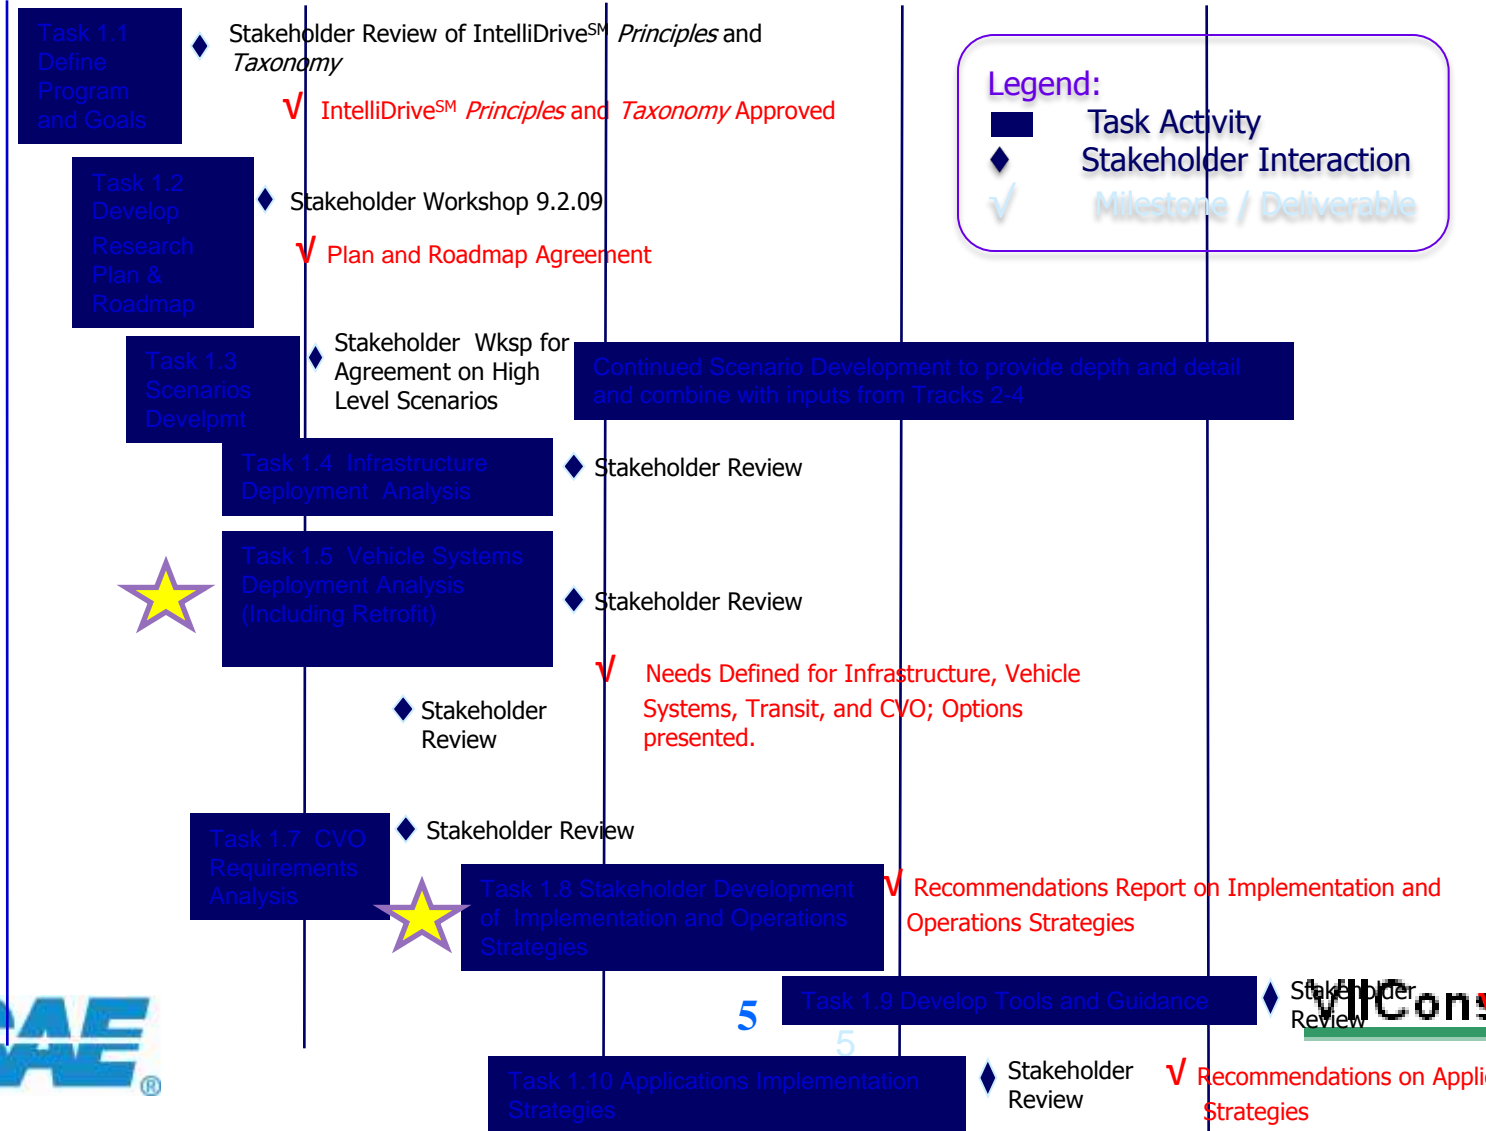 Task 1.1
Define
Program
and Goals
Stakeholder Review of IntelliDriveSM Principles and
Taxonomy
√ IntelliDriveSM Principles and Taxonomy Approved
Legend:
Task Activity
Stakeholder Interaction
√ Milestone / Deliverable
Task 1.2
Develop
Research
Plan &
Roadmap
Stakeholder Workshop 9.2.09
√ Plan and Roadmap Agreement
Task 1.3
Scenarios
Develpmt
Stakeholder Wksp for
Agreement on High
Level Scenarios
Continued Scenario Development to provide depth and detail
and combine with inputs from Tracks 2-4
Task 1.4 Infrastructure
Deployment Analysis
Stakeholder Review
Task 1.5 Vehicle Systems
Deployment Analysis
(Including Retrofit)
Stakeholder Review
√ Needs Defined for Infrastructure, Vehicle
Systems, Transit, and CVO; Options
presented.
Stakeholder
Review
Task 1.7 CVO
Requirements
Analysis
Stakeholder Review
Task 1.8 Stakeholder Development
of Implementation and Operations
Strategies
√ Recommendations Report on Implementation and
Operations Strategies
Task 1.9 Develop Tools and Guidance
Stakeholder
Review
5
5
Task 1.10 Applications Implementation
Strategies
Stakeholder
Review
√ Recommendations on Appli
Strategies
AE
®
VIICons